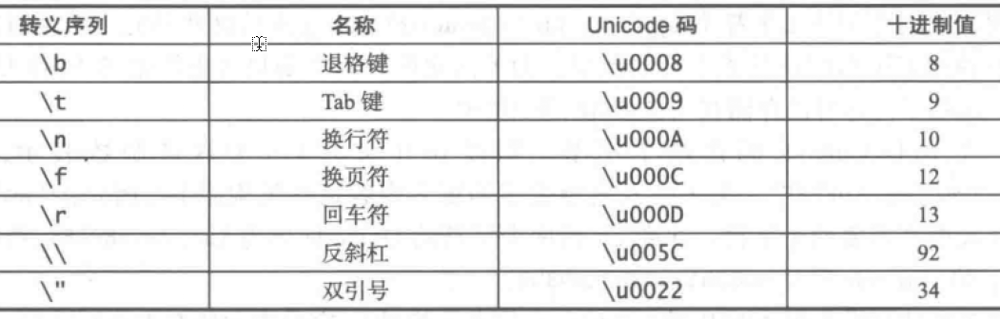 转义序列 名称 Unicode 码 十进制值
\b 退格键 \u0008 8
\t Tab 键 \u0009 9
\n 换行符 \u000A 10
\f 换页符 \u000C 12
\r 回车符 \u000D 13
\\ 反斜杠 \u005C 92
\" 双引号 \u0022 34